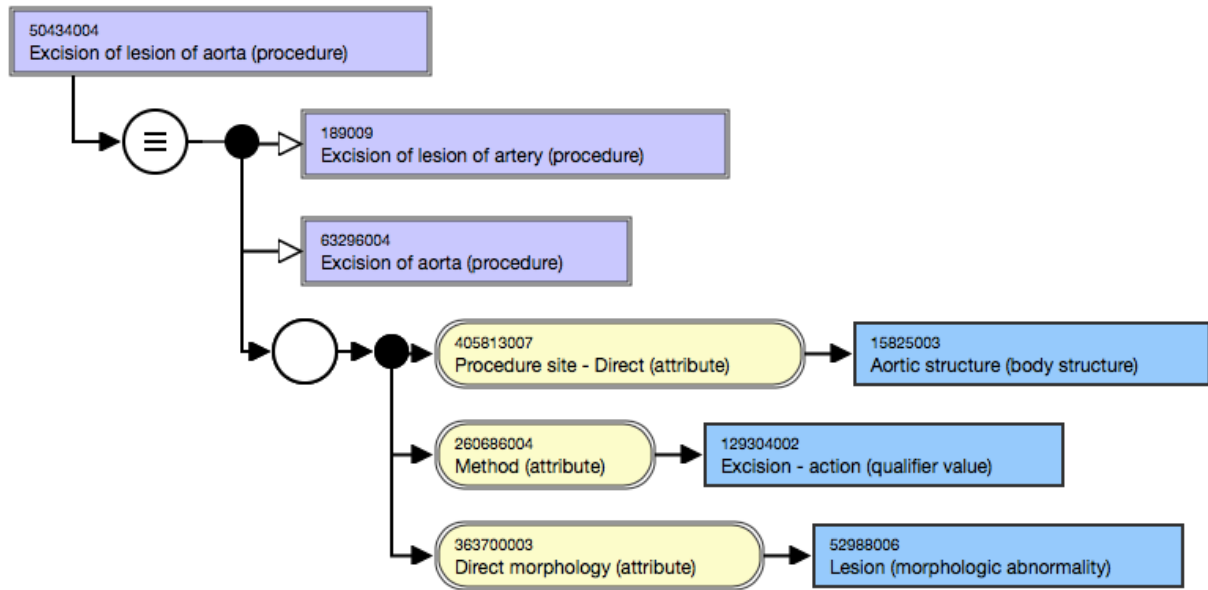 50434004
Excision of lesion of aorta (procedure)
189009
Excision of lesion of artery (procedure)
63296004
Excision of aorta (procedure)
405813007
Procedure site - Direct (attribute)
15825003
Aortic structure (body structure)
260686004
Method (attribute)
129304002
Excision - action (qualifier value)
363700003
Direct morphology (attribute)
52988006
Lesion (morphologic abnormality)